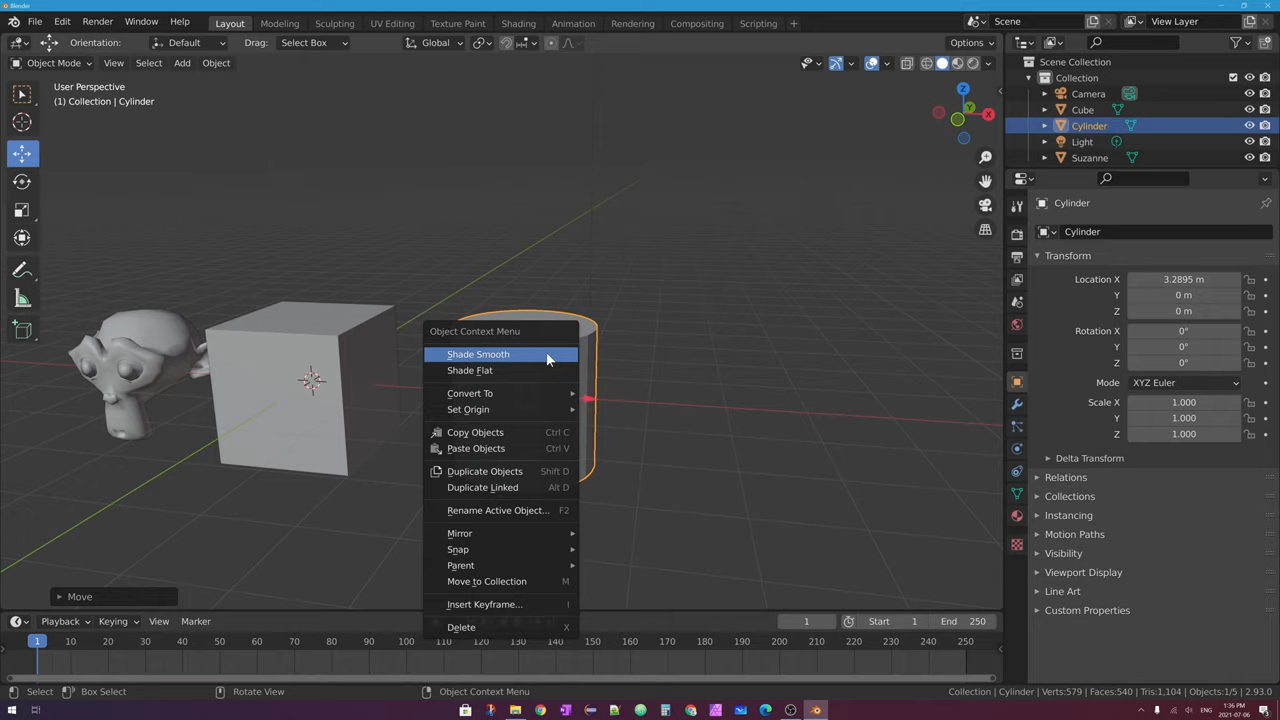 Blender
File Edit Render Window Help Layout Modeling Sculpting UV Editing Texture Paint Shading Animation Rendering Compositing Scripting + Scene View Layer
Orientation: Default Drag: Select Box Global Options
Object Mode View Select Add Object
User Perspective
(1) Collection | Cylinder
Z
Y
X
Scene Collection
Collection
Camera
Cube
Cylinder
Light
Suzanne
Object Context Menu
Shade Smooth
Shade Flat
Convert To
Set Origin
Copy Objects Ctrl C
Paste Objects Ctrl V
Duplicate Objects Shift D
Duplicate Linked Alt D
Rename Active Object... F2
Mirror
Snap
Parent
Move to Collection M
Insert Keyframe... I
Delete X
Move
Cylinder
Cylinder
Transform
Location X 3.2895 m
Y 0 m
Z 0 m
Rotation X 0°
Y 0°
Z 0°
Mode XYZ Euler
Scale X 1.000
Y 1.000
Z 1.000
Delta Transform
Relations
Collections
Instancing
Motion Paths
Visibility
Viewport Display
Line Art
Custom Properties
Playback Keying View Marker 1 Start 1 End 250
1 10 20 30 40 50 60 70 80 90 100 110 120 130 140 150 160 170 180 190 200 210 220 230 240 250
Select Box Select Rotate View Object Context Menu Collection | Cylinder | Verts:579 | Faces:540 | Tris:1,104 | Objects:1/5 | 2.93.0
1:36 PM
2021-07-06